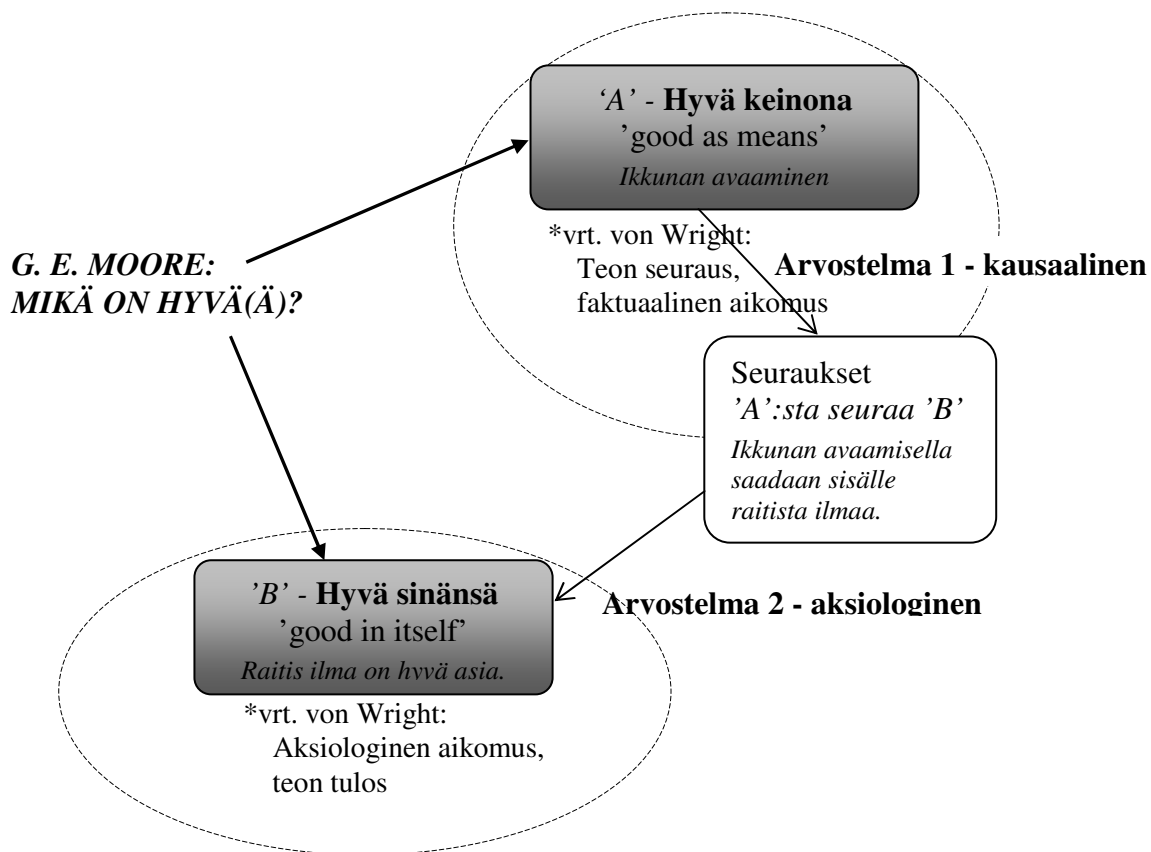 ‘A’ - Hyvä keinona
’good as means’
Ikkunan avaaminen
*vrt. von Wright:
Teon seuraus,
faktuaalinen aikomus
Arvostelma 1 - kausaalinen
G. E. MOORE:
MIKÄ ON HYVÄ(Ä)?
Seuraukset
’A’:sta seuraa ’B’
Ikkunan avaamisella
saadaan sisälle
raitista ilmaa.
’B’ - Hyvä sinänsä
’good in itself’
Raitis ilma on hyvä asia.
Arvostelma 2 - aksiologinen
*vrt. von Wright:
Aksiologinen aikomus,
teon tulos